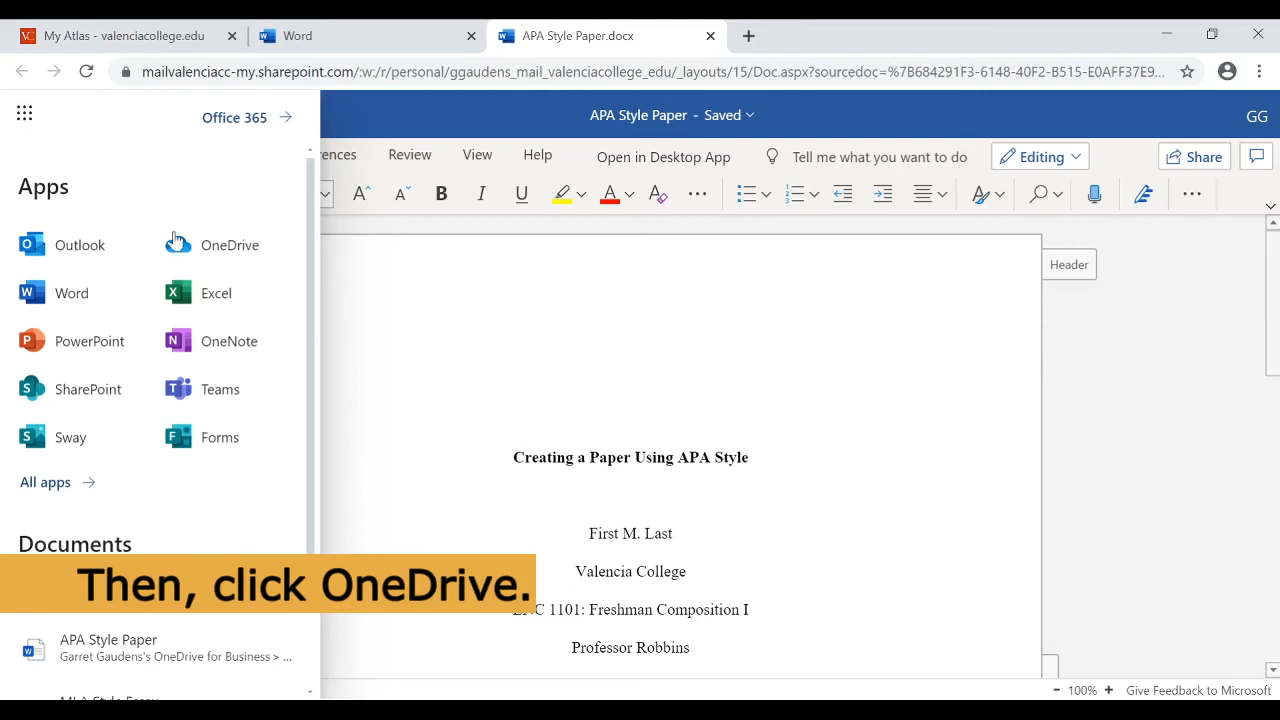 My Atlas - valenciacollege.edu
Word
APA Style Paper.docx
mailvalenciacc-my.sharepoint.com/:w:/r/personal/ggaudens_mail_valenciacollege_edu/_layouts/15/Doc.aspx?sourcedoc=%7B684291F3-6148-40F2-B515-E0AFF37E9...
Office 365
APA Style Paper - Saved
GG
Review
View
Help
Open in Desktop App
Tell me what you want to do
Editing
Share
Apps
Outlook
OneDrive
Word
Excel
PowerPoint
OneNote
SharePoint
Teams
Sway
Forms
All apps
Documents
Header
Creating a Paper Using APA Style
First M. Last
Valencia College
1101: Freshman Composition I
Professor Robbins
Then, click OneDrive.
APA Style Paper
Garret Gaudens's OneDrive for Business > ...
100%
Give Feedback to Microsoft